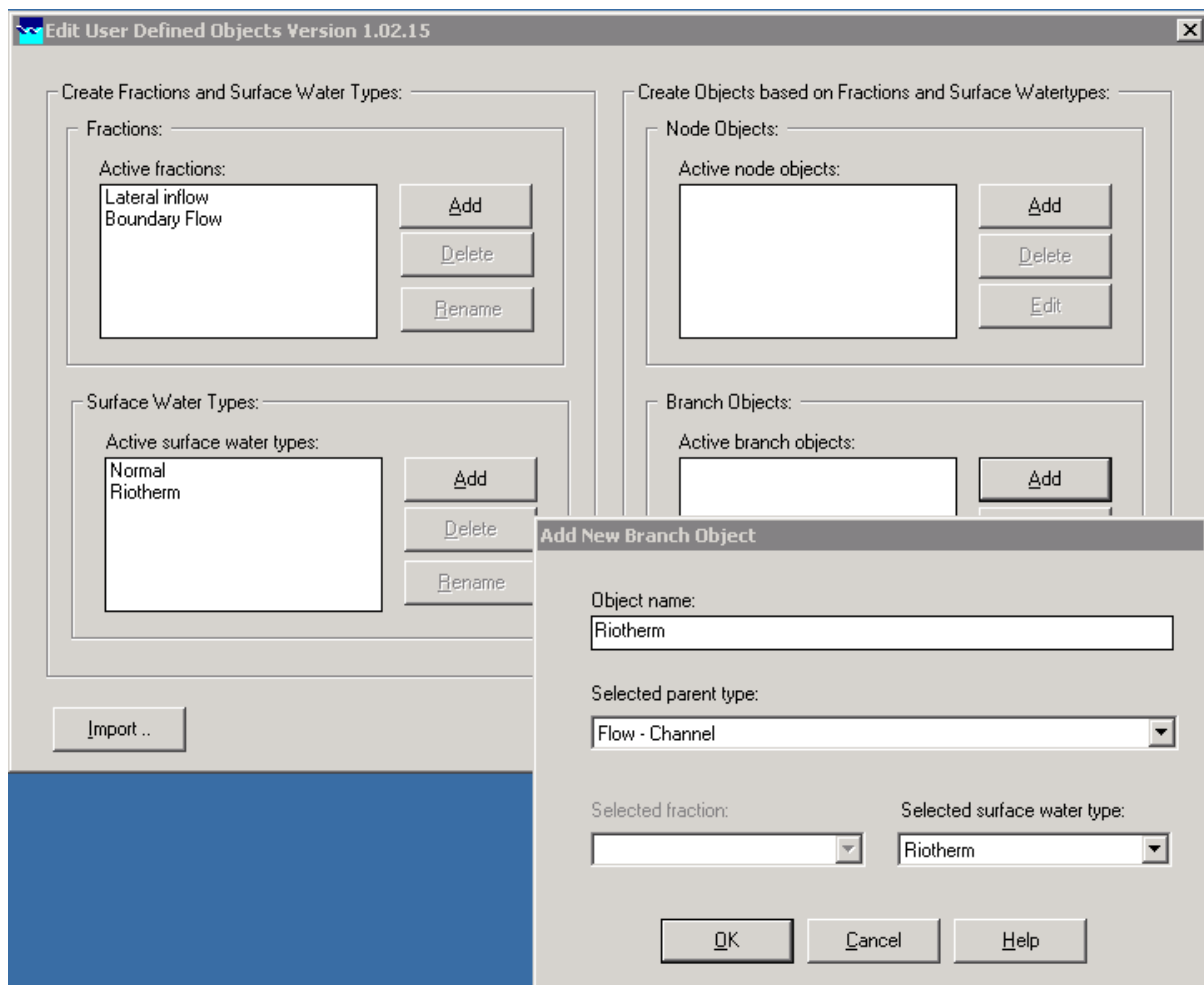 Edit User Defined Objects Version 1.02.15
Create Fractions and Surface Water Types:
Fractions:
Active fractions:
Lateral inflow
Boundary Flow
Add
Delete
Rename
Surface Water Types:
Active surface water types:
Normal
Riotherm
Add
Delete
Rename
Import ..
Create Objects based on Fractions and Surface Watertypes:
Node Objects:
Active node objects:
Add
Delete
Edit
Branch Objects:
Active branch objects:
Add
Add New Branch Object
Object name:
Riotherm
Selected parent type:
Flow - Channel
Selected fraction:
Selected surface water type:
Riotherm
OK
Cancel
Help